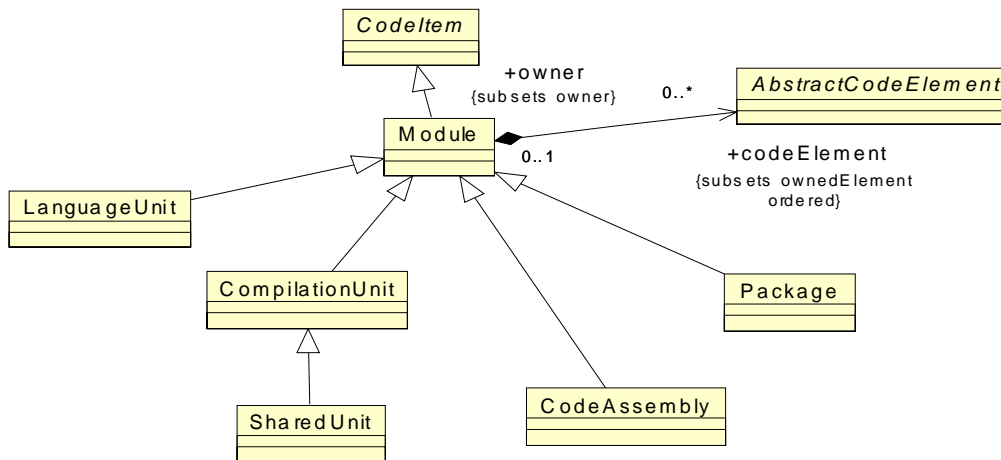 CodeItem
+owner
{subsets owner}
0..*
AbstractCodeElement
Module
0..1
+codeElement
{subsets ownedElement
ordered}
LanguageUnit
CompilationUnit
Package
CodeAssembly
SharedUnit